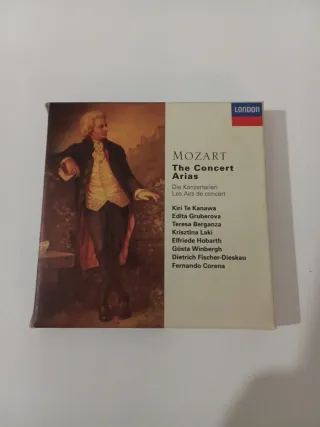 LONDON
MOZART
The Concert
Arias
Die Konzertarien
Les Airs de concert
Kiri Te Kanawa
Edita Gruberova
Teresa Berganza
Krisztina Laki
Elfriede Hobarth
Gösta Winbergh
Dietrich Fischer-Dieskau
Fernando Corena